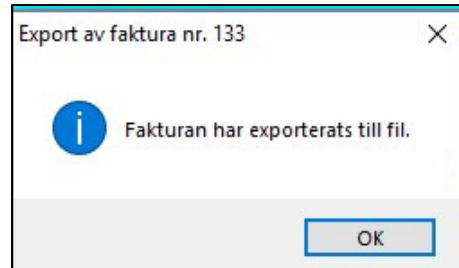 Export av faktura nr. 133
Fakturan har exporterats till fil.
OK